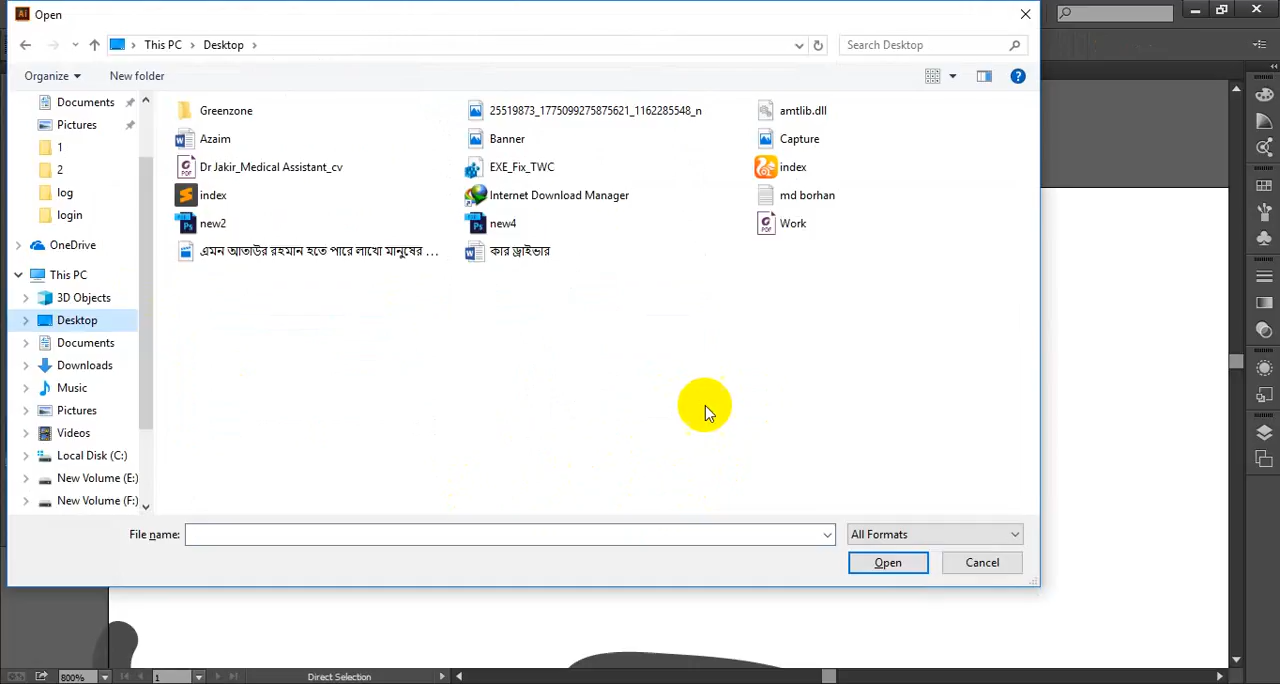 Ai Open
This PC Desktop
Search Desktop
Organize New folder
Documents
Pictures
1
2
log
login
OneDrive
This PC
3D Objects
Desktop
Documents
Downloads
Music
Pictures
Videos
Local Disk (C:)
New Volume (E:)
New Volume (F:)
Greenzone
25519873_1775099275875621_1162285548_n
amtlib.dll
Azaim
Banner
Capture
Dr Jakir_Medical Assistant_cv
EXE_Fix_TWC
index
index
Internet Download Manager
md borhan
new2
new4
Work
এমন আতাউর রহমান হতে পারে লাখো মানুষের ...
কার ড্রাইভার
File name:
All Formats
Open Cancel
800% 1 Direct Selection